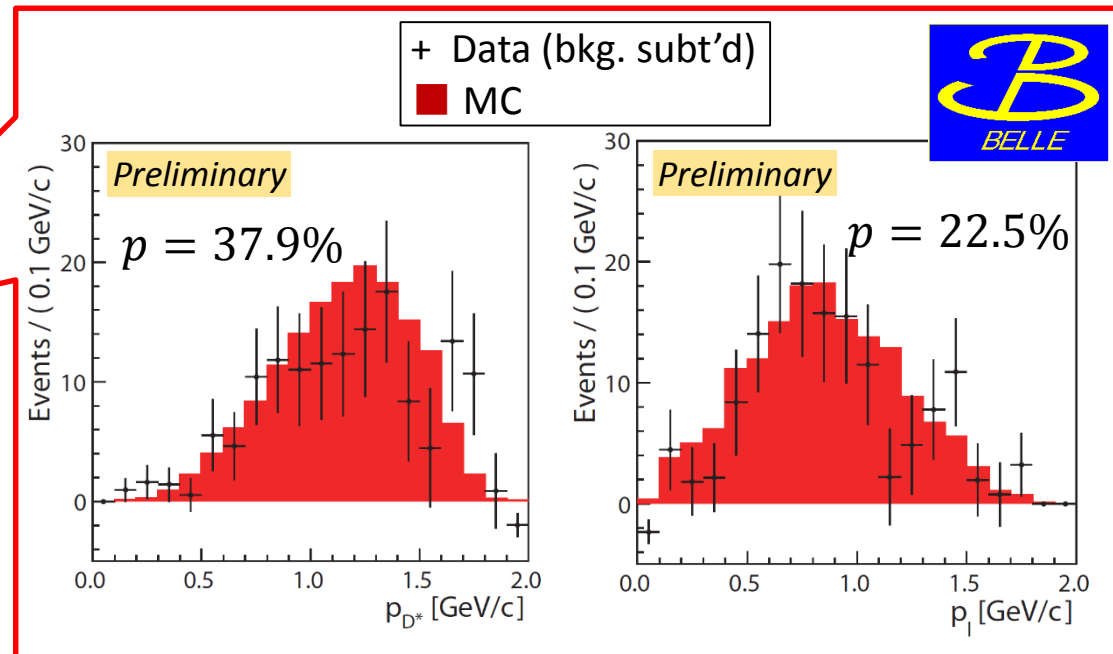 + Data (bkg. subt'd)
MC
B
BELLE
Preliminary
p = 37.9%
Events / ( 0.1 GeV/c )
30
20
10
0
0.0 0.5 1.0 1.5 2.0
p_D* [GeV/c]
Preliminary
p = 22.5%
Events / ( 0.1 GeV/c )
30
20
10
0
0.0 0.5 1.0 1.5 2.0
p_l [GeV/c]